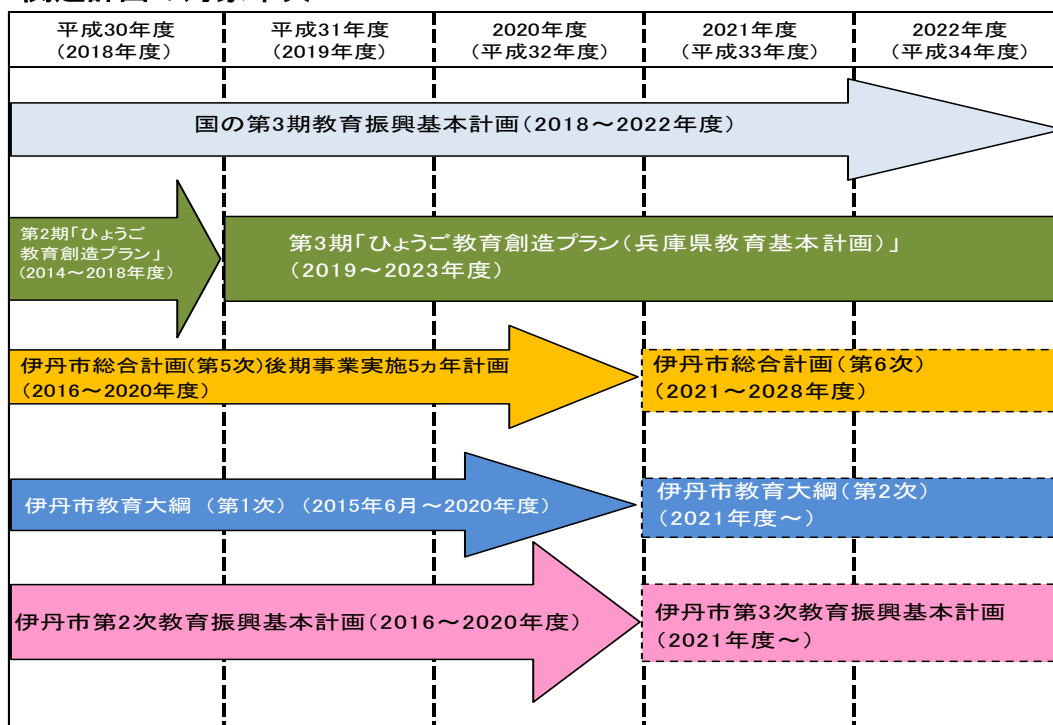 平成30年度
(2018年度)
平成31年度
(2019年度)
2020年度
(平成32年度)
2021年度
(平成33年度)
2022年度
(平成34年度)
国の第3期教育振興基本計画(2018~2022年度)
第2期「ひょうご
教育創造プラン」
(2014~2018年度)
第3期「ひょうご教育創造プラン(兵庫県教育基本計画)」
(2019~2023年度)
伊丹市総合計画(第5次)後期事業実施5ヵ年計画
(2016~2020年度)
伊丹市総合計画(第6次)
(2021~2028年度)
伊丹市教育大綱 (第1次) (2015年6月~2020年度)
伊丹市教育大綱(第2次)
(2021年度~)
伊丹市第2次教育振興基本計画(2016~2020年度)
伊丹市第3次教育振興基本計画
(2021年度~)